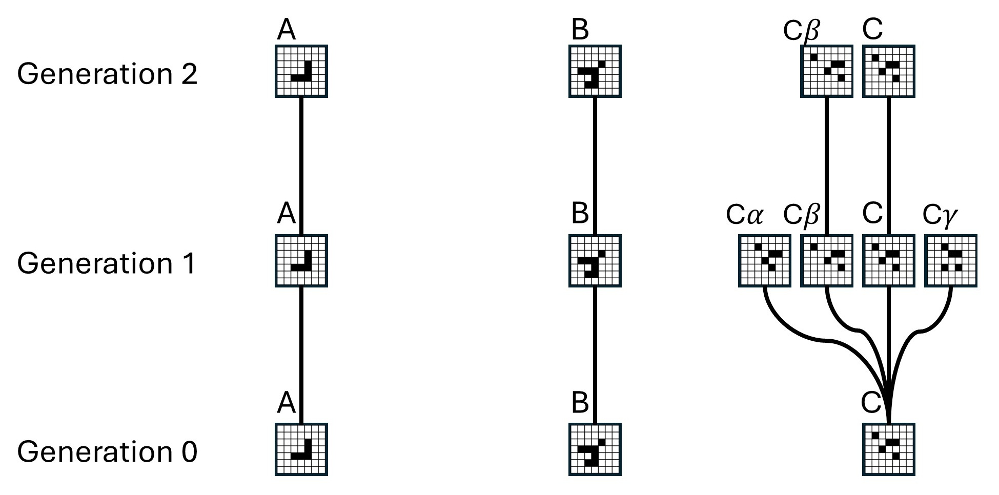 A B Cβ C
Generation 2
A B Cα Cβ C Cγ
Generation 1
A B C
Generation 0